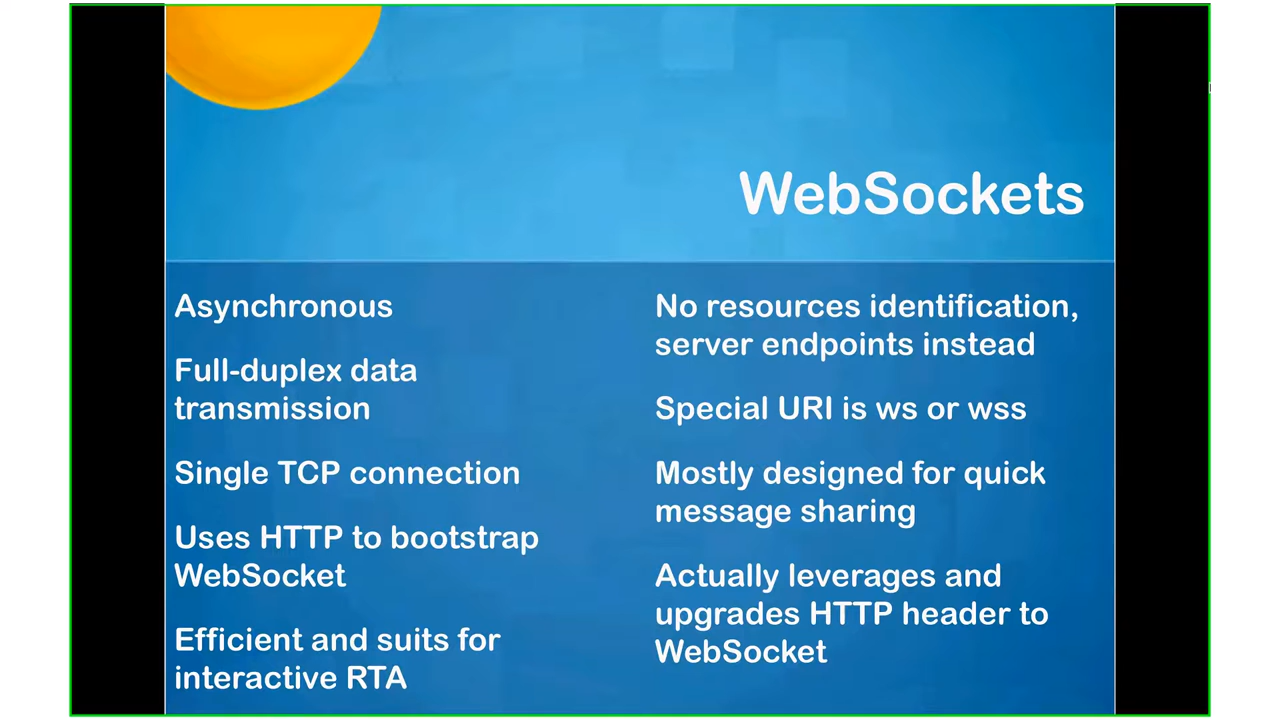 WebSockets
Asynchronous
Full-duplex data
transmission
Single TCP connection
Uses HTTP to bootstrap
WebSocket
Efficient and suits for
interactive RTA
No resources identification,
server endpoints instead
Special URI is ws or wss
Mostly designed for quick
message sharing
Actually leverages and
upgrades HTTP header to
WebSocket